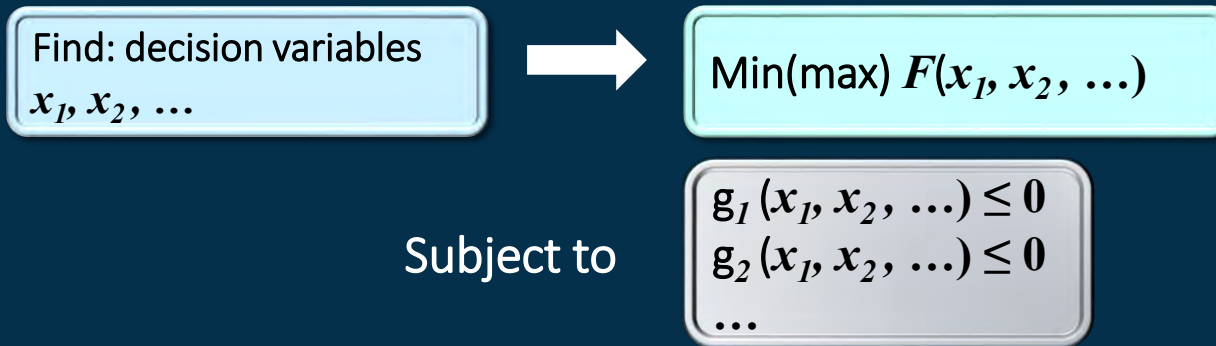 Find: decision variables
x₁, x₂, …
Min(max) F(x₁, x₂, …)
Subject to
g₁ (x₁, x₂, …) ≤ 0
g₂ (x₁, x₂, …) ≤ 0
…